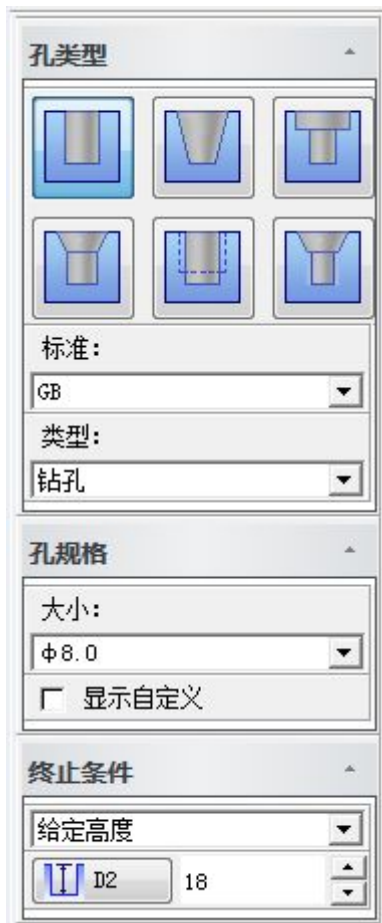 孔类型
标准:
GB
类型:
钻孔
孔规格
大小:
φ8.0
显示自定义
终止条件
给定高度
D2 18